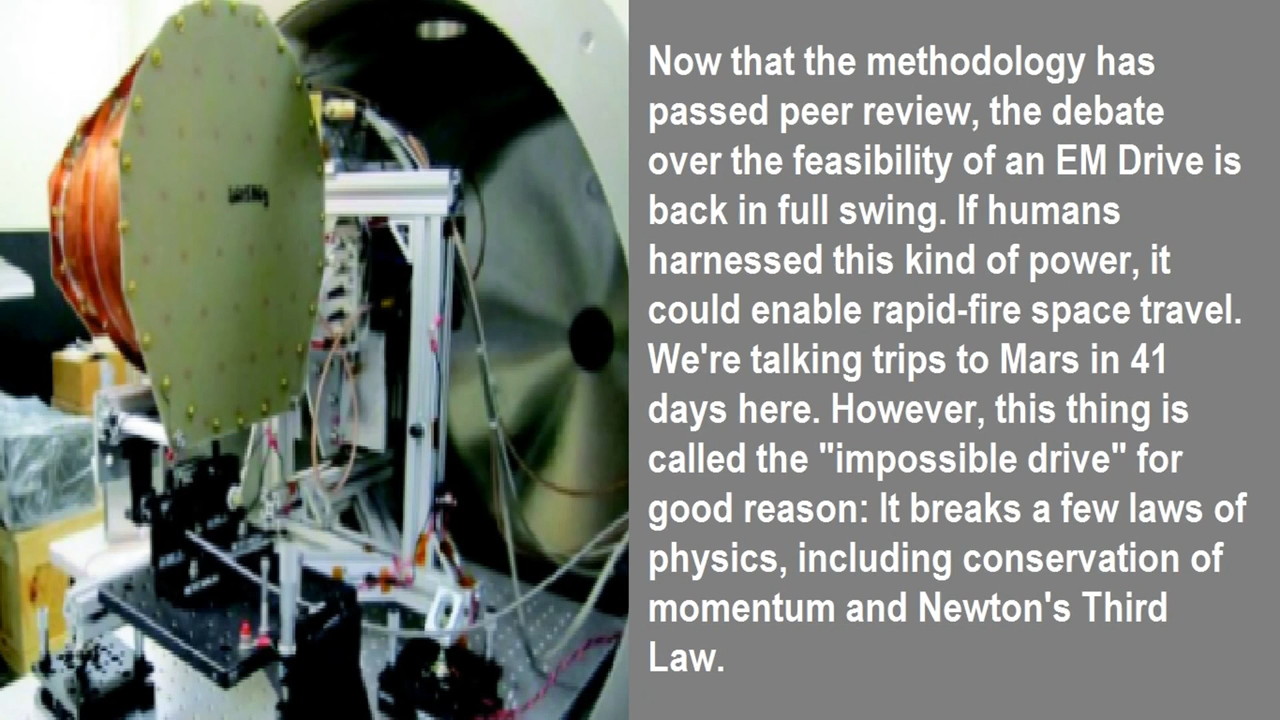 Now that the methodology has
passed peer review, the debate
over the feasibility of an EM Drive is
back in full swing. If humans
harnessed this kind of power, it
could enable rapid-fire space travel.
We're talking trips to Mars in 41
days here. However, this thing is
called the "impossible drive" for
good reason: It breaks a few laws of
physics, including conservation of
momentum and Newton's Third
Law.